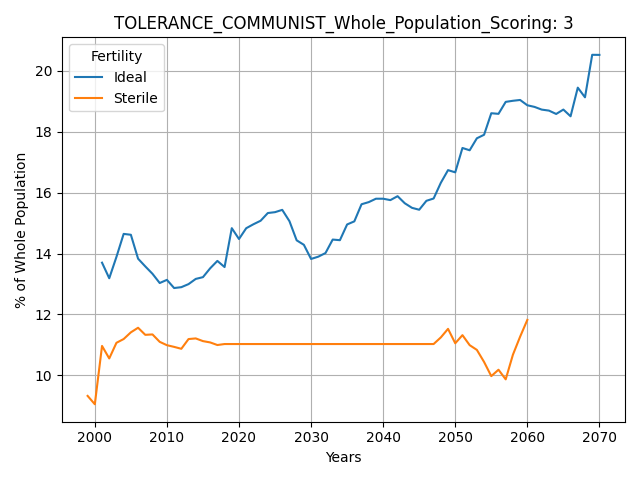 TOLERANCE_COMMUNIST_Whole_Population_Scoring: 3
Fertility
Ideal
Sterile
% of Whole Population
20
18
16
14
12
10
2000 2010 2020 2030 2040 2050 2060 2070
Years